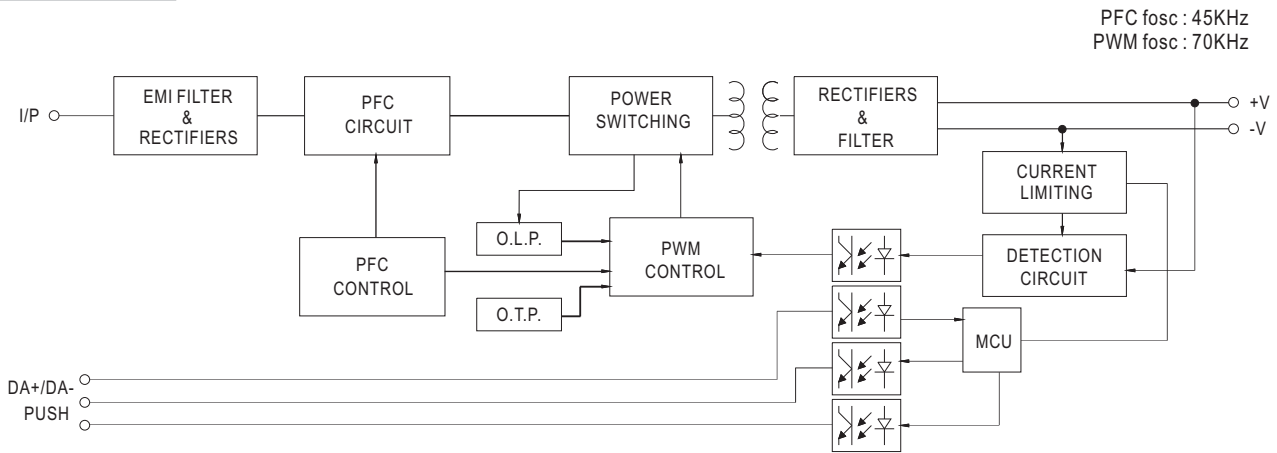 PFC fosc : 45KHz
PWM fosc : 70KHz
I/P
EMI FILTER
&
RECTIFIERS
PFC
CIRCUIT
POWER
SWITCHING
RECTIFIERS
&
FILTER
+V
-V
CURRENT
LIMITING
O.L.P.
PFC
CONTROL
PWM
CONTROL
DETECTION
CIRCUIT
O.T.P.
MCU
DA+/DA-
PUSH